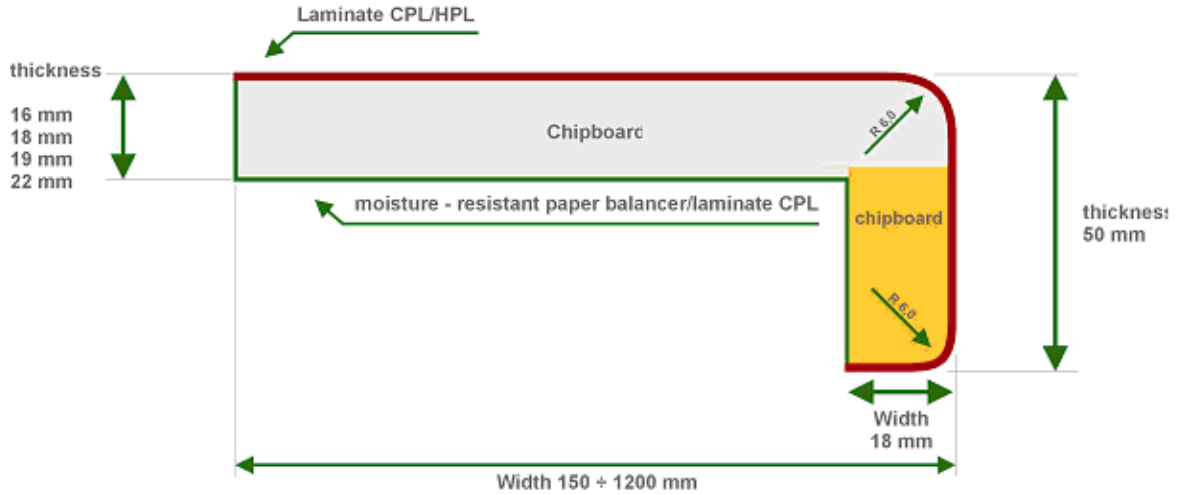 Laminate CPL/HPL
thickness
16 mm
18 mm
19 mm
22 mm
Chipboard
R 6,0
moisture - resistant paper balancer/laminate CPL
chipboard
thickness
50 mm
R 6,0
Width
18 mm
Width 150 ÷ 1200 mm